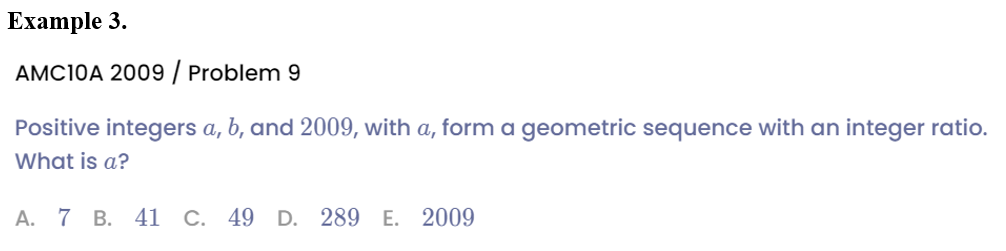 Example 3.
AMC10A 2009 / Problem 9
Positive integers a, b, and 2009, with a, form a geometric sequence with an integer ratio.
What is a?
A. 7 B. 41 C. 49 D. 289 E. 2009